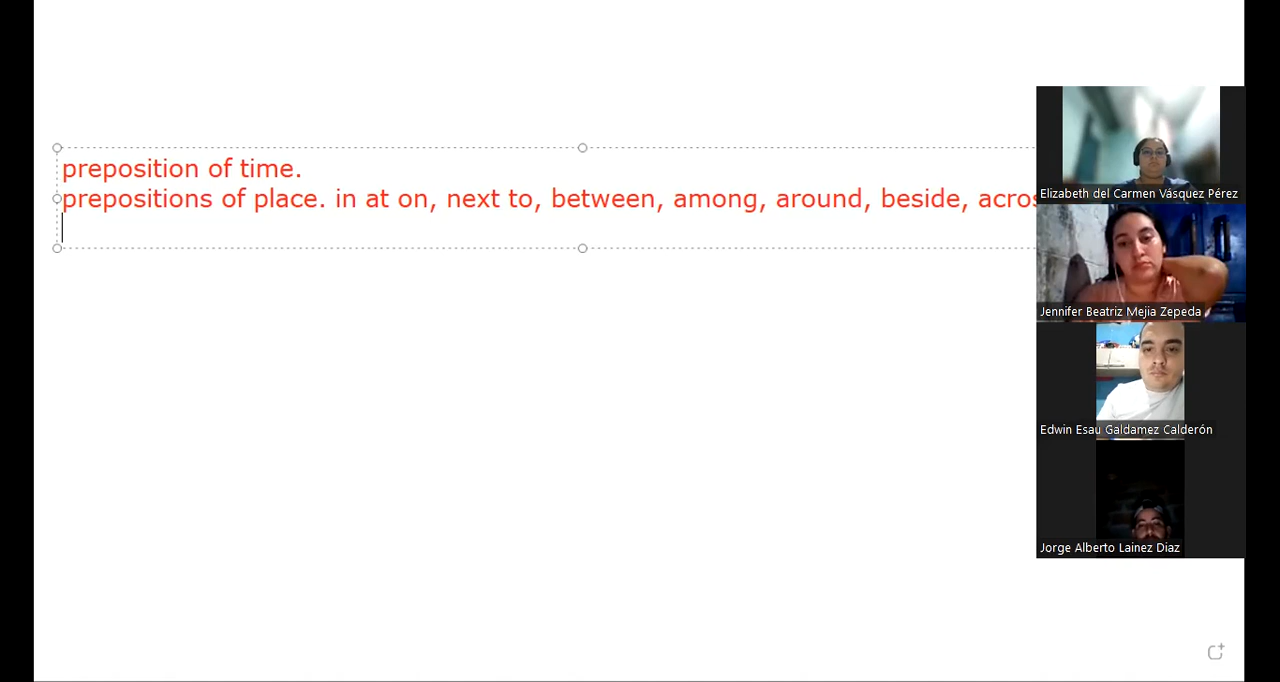 preposition of time.
prepositions of place. in at on, next to, between, among, around, beside,
Elizabeth del Carmen Vásquez Pérez
Jennifer Beatriz Mejia Zepeda
Edwin Esau Galdamez Calderón
Jorge Alberto Lainez Diaz